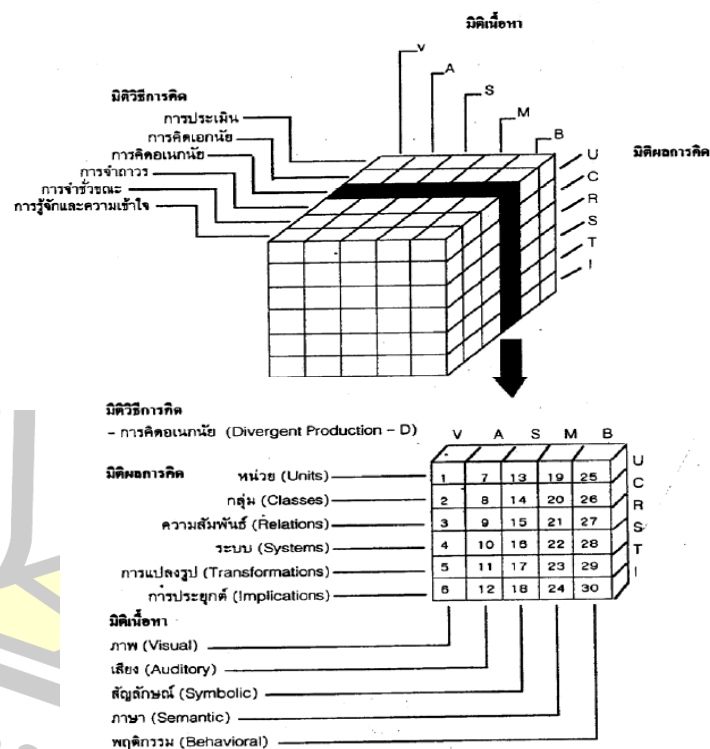 มิติเนื้อหา
V
A
S
M
B
มิติวิธีการคิด
การประเมิน
การคิดเอกนัย
การคิดอเนกนัย
การจำถาวร
การจำชั่วขณะ
การรู้จักและความเข้าใจ
U
C
R
S
T
I
มิติผลการคิด
มิติวิธีการคิด
- การคิดอเนกนัย (Divergent Production - D)
V A S M B
มิติผลการคิด
หน่วย (Units)
กลุ่ม (Classes)
ความสัมพันธ์ (Relations)
ระบบ (Systems)
การแปลงรูป (Transformations)
การประยุกต์ (Implications)
1 7 13 19 25
2 8 14 20 26
3 9 15 21 27
4 10 16 22 28
5 11 17 23 29
6 12 18 24 30
U
C
R
S
T
I
มิติเนื้อหา
ภาพ (Visual)
เสียง (Auditory)
สัญลักษณ์ (Symbolic)
ภาษา (Semantic)
พฤติกรรม (Behavioral)